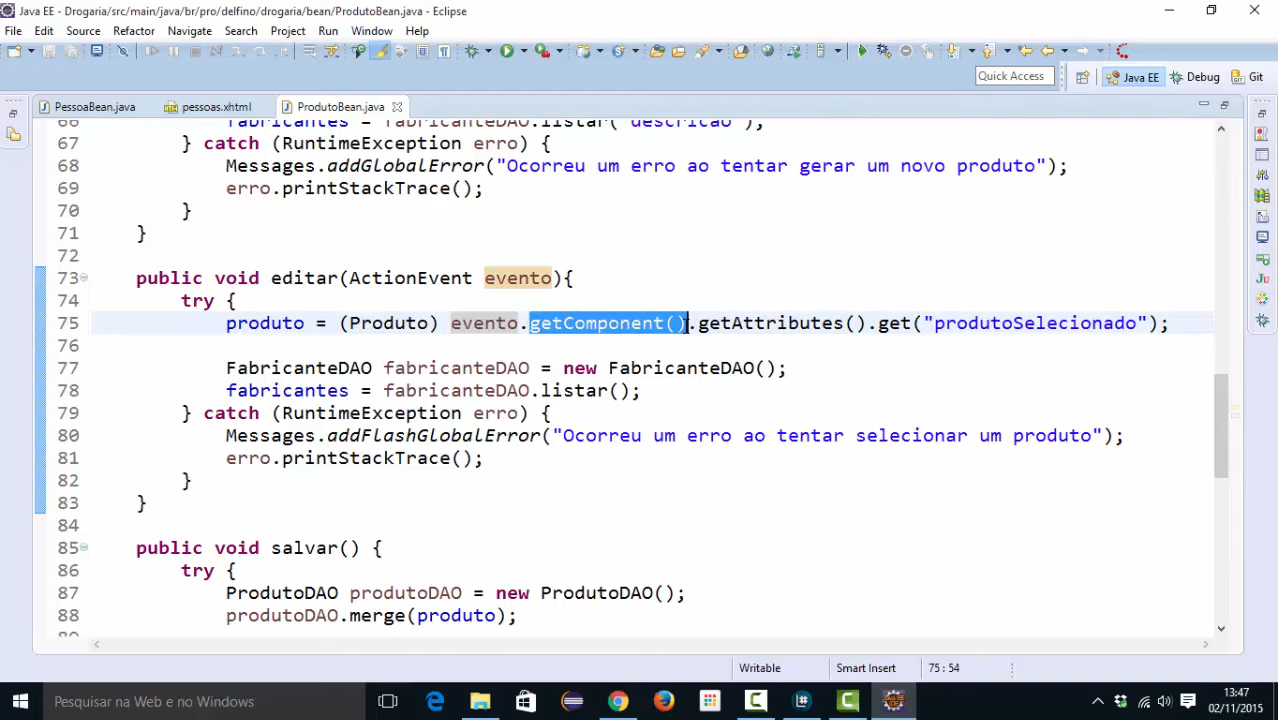 Java EE - Drogaria/src/main/java/br/pro/delfino/drogaria/bean/ProdutoBean.java - Eclipse
File Edit Source Refactor Navigate Search Project Run Window Help
Quick Access
Java EE
Debug
Git
PessoaBean.java
pessoas.xhtml
ProdutoBean.java
66 fabricantes = fabricanteDAO.listar("descricao");
67 } catch (RuntimeException erro) {
68 Messages.addGlobalError("Ocorreu um erro ao tentar gerar um novo produto");
69 erro.printStackTrace();
70 }
71 }
72
73 public void editar(ActionEvent evento){
74 try {
75 produto = (Produto) evento.getComponent().getAttributes().get("produtoSelecionado");
76
77 FabricanteDAO fabricanteDAO = new FabricanteDAO();
78 fabricantes = fabricanteDAO.listar();
79 } catch (RuntimeException erro) {
80 Messages.addFlashGlobalError("Ocorreu um erro ao tentar selecionar um produto");
81 erro.printStackTrace();
82 }
83 }
84
85 public void salvar() {
86 try {
87 ProdutoDAO produtoDAO = new ProdutoDAO();
88 produtoDAO.merge(produto);
Writable
Smart Insert
75 : 54
Pesquisar na Web e no Windows
13:47
02/11/2015